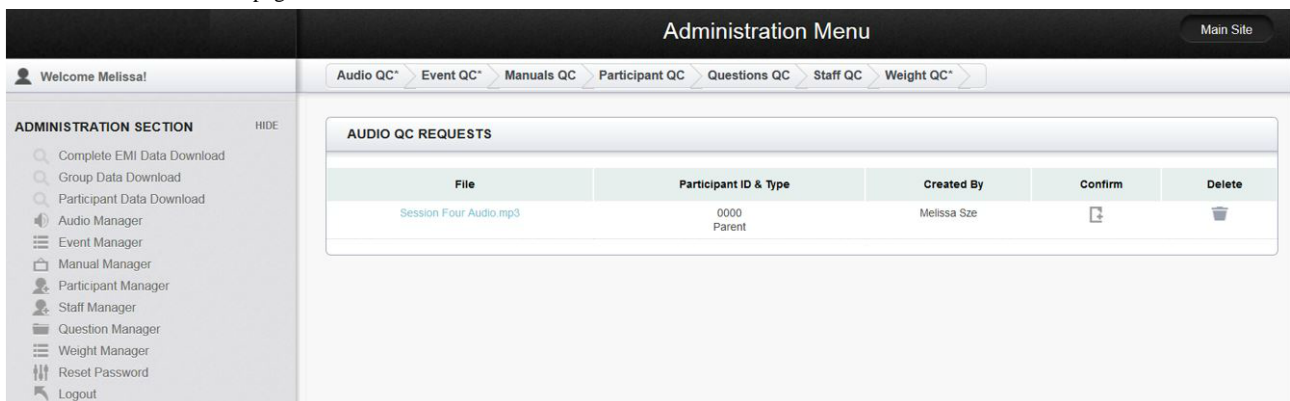 Administration Menu
Main Site
Welcome Melissa!
Audio QC* Event QC* Manuals QC Participant QC Questions QC Staff QC Weight QC*
ADMINISTRATION SECTION HIDE
Complete EMI Data Download
Group Data Download
Participant Data Download
Audio Manager
Event Manager
Manual Manager
Participant Manager
Staff Manager
Question Manager
Weight Manager
Reset Password
Logout
AUDIO QC REQUESTS
File Participant ID & Type Created By Confirm Delete
Session Four Audio.mp3 0000 Melissa Sze
Parent